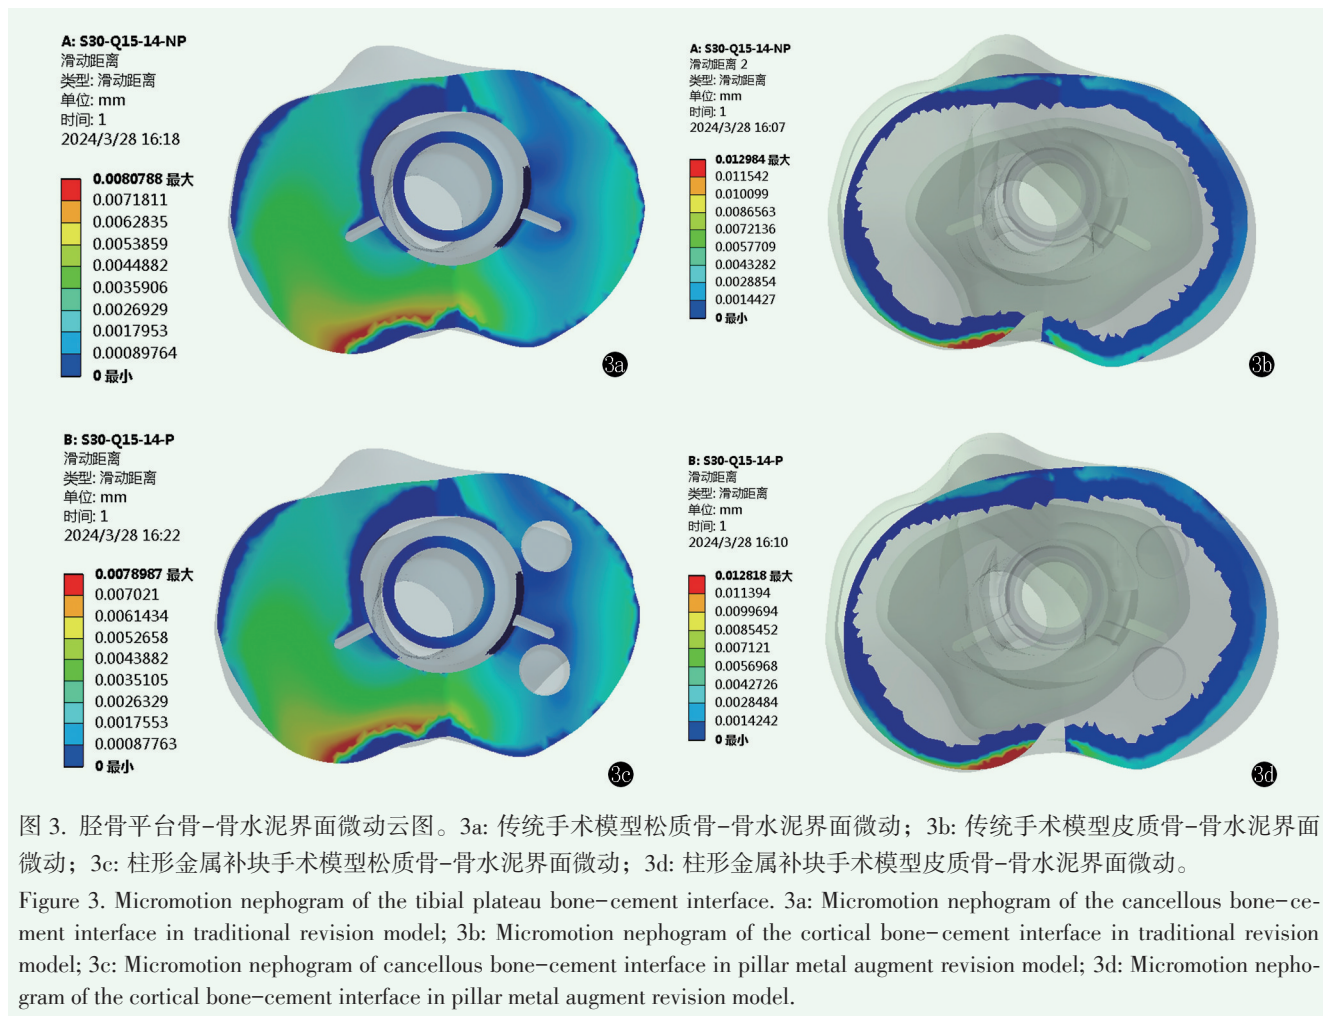 A: S30-Q15-14-NP
滑动距离
类型: 滑动距离
单位: mm
时间: 1
2024/3/28 16:18
0.0080788 最大
0.0071811
0.0062835
0.0053859
0.0044882
0.0035906
0.0026929
0.0017953
0.00089764
0 最小
3a
A: S30-Q15-14-NP
滑动距离 2
类型: 滑动距离
单位: mm
时间: 1
2024/3/28 16:07
0.012984 最大
0.011542
0.010099
0.0086563
0.0072136
0.0057709
0.0043282
0.0028854
0.0014427
0 最小
3b
B: S30-Q15-14-P
滑动距离
类型: 滑动距离
单位: mm
时间: 1
2024/3/28 16:22
0.0078987 最大
0.007021
0.0061434
0.0052658
0.0043882
0.0035105
0.0026329
0.0017553
0.00087763
0 最小
3c
B: S30-Q15-14-P
滑动距离
类型: 滑动距离
单位: mm
时间: 1
2024/3/28 16:10
0.012818 最大
0.011394
0.0099694
0.0085452
0.007121
0.0056968
0.0042726
0.0028484
0.0014242
0 最小
3d
图 3. 胫骨平台骨-骨水泥界面微动云图。3a: 传统手术模型松质骨-骨水泥界面微动；3b: 传统手术模型皮质骨-骨水泥界面
微动；3c: 柱形金属补块手术模型松质骨-骨水泥界面微动；3d: 柱形金属补块手术模型皮质骨-骨水泥界面微动。
Figure 3. Micromotion nephogram of the tibial plateau bone-cement interface. 3a: Micromotion nephogram of the cancellous bone-ce-
ment interface in traditional revision model; 3b: Micromotion nephogram of the cortical bone-cement interface in traditional revision
model; 3c: Micromotion nephogram of cancellous bone-cement interface in pillar metal augment revision model; 3d: Micromotion nepho-
gram of the cortical bone-cement interface in pillar metal augment revision model.